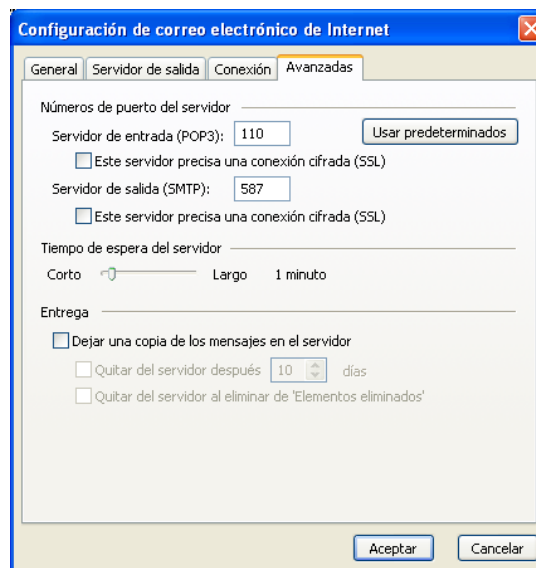 Configuración de correo electrónico de Internet
General Servidor de salida Conexión Avanzadas
Números de puerto del servidor
Servidor de entrada (POP3): 110 Usar predeterminados
Este servidor precisa una conexión cifrada (SSL)
Servidor de salida (SMTP): 587
Este servidor precisa una conexión cifrada (SSL)
Tiempo de espera del servidor
Corto Largo 1 minuto
Entrega
Dejar una copia de los mensajes en el servidor
Quitar del servidor después 10 días
Quitar del servidor al eliminar de 'Elementos eliminados'
Aceptar Cancelar